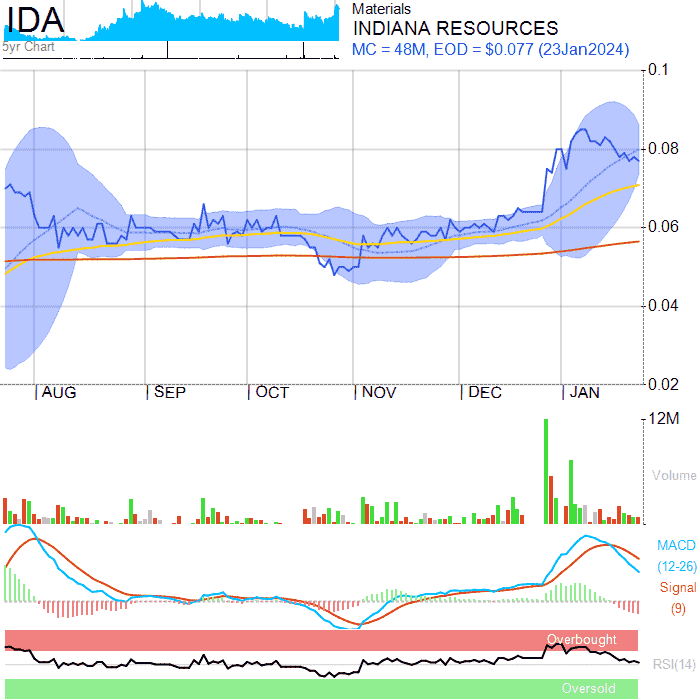 IDA
5yr Chart
Materials
INDIANA RESOURCES
MC = 48M, EOD = $0.077 (23Jan2024)
0.1
0.08
0.06
0.04
0.02
AUG
SEP
OCT
NOV
DEC
JAN
12M
Volume
MACD
(12-26)
Signal
(9)
Overbought
RSI(14)
Oversold